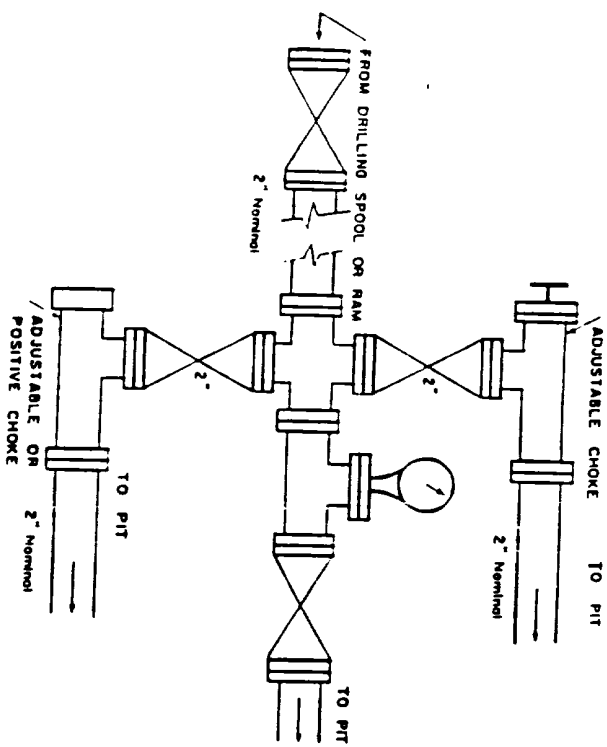 FROM DRILLING SPOOL OR RAM
2" Nominal
2"
2"
ADJUSTABLE CHOKE
TO PIT
2" Nominal
ADJUSTABLE OR
POSITIVE CHOKE
TO PIT
2" Nominal
TO PIT